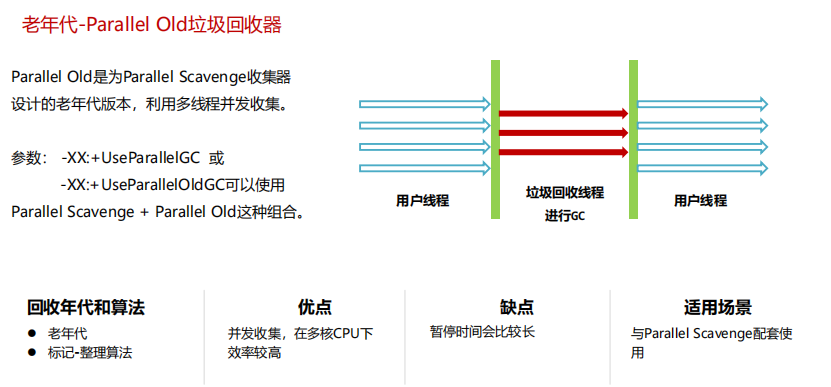 老年代-Parallel Old垃圾回收器
Parallel Old是为Parallel Scavenge收集器
设计的老年代版本，利用多线程并发收集。
参数： -XX:+UseParallelGC 或
-XX:+UseParallelOldGC可以使用
Parallel Scavenge + Parallel Old这种组合。
用户线程
垃圾回收线程
进行GC
用户线程
回收年代和算法
● 老年代
● 标记-整理算法
优点
并发收集，在多核CPU下
效率较高
缺点
暂停时间会比较长
适用场景
与Parallel Scavenge配套使
用